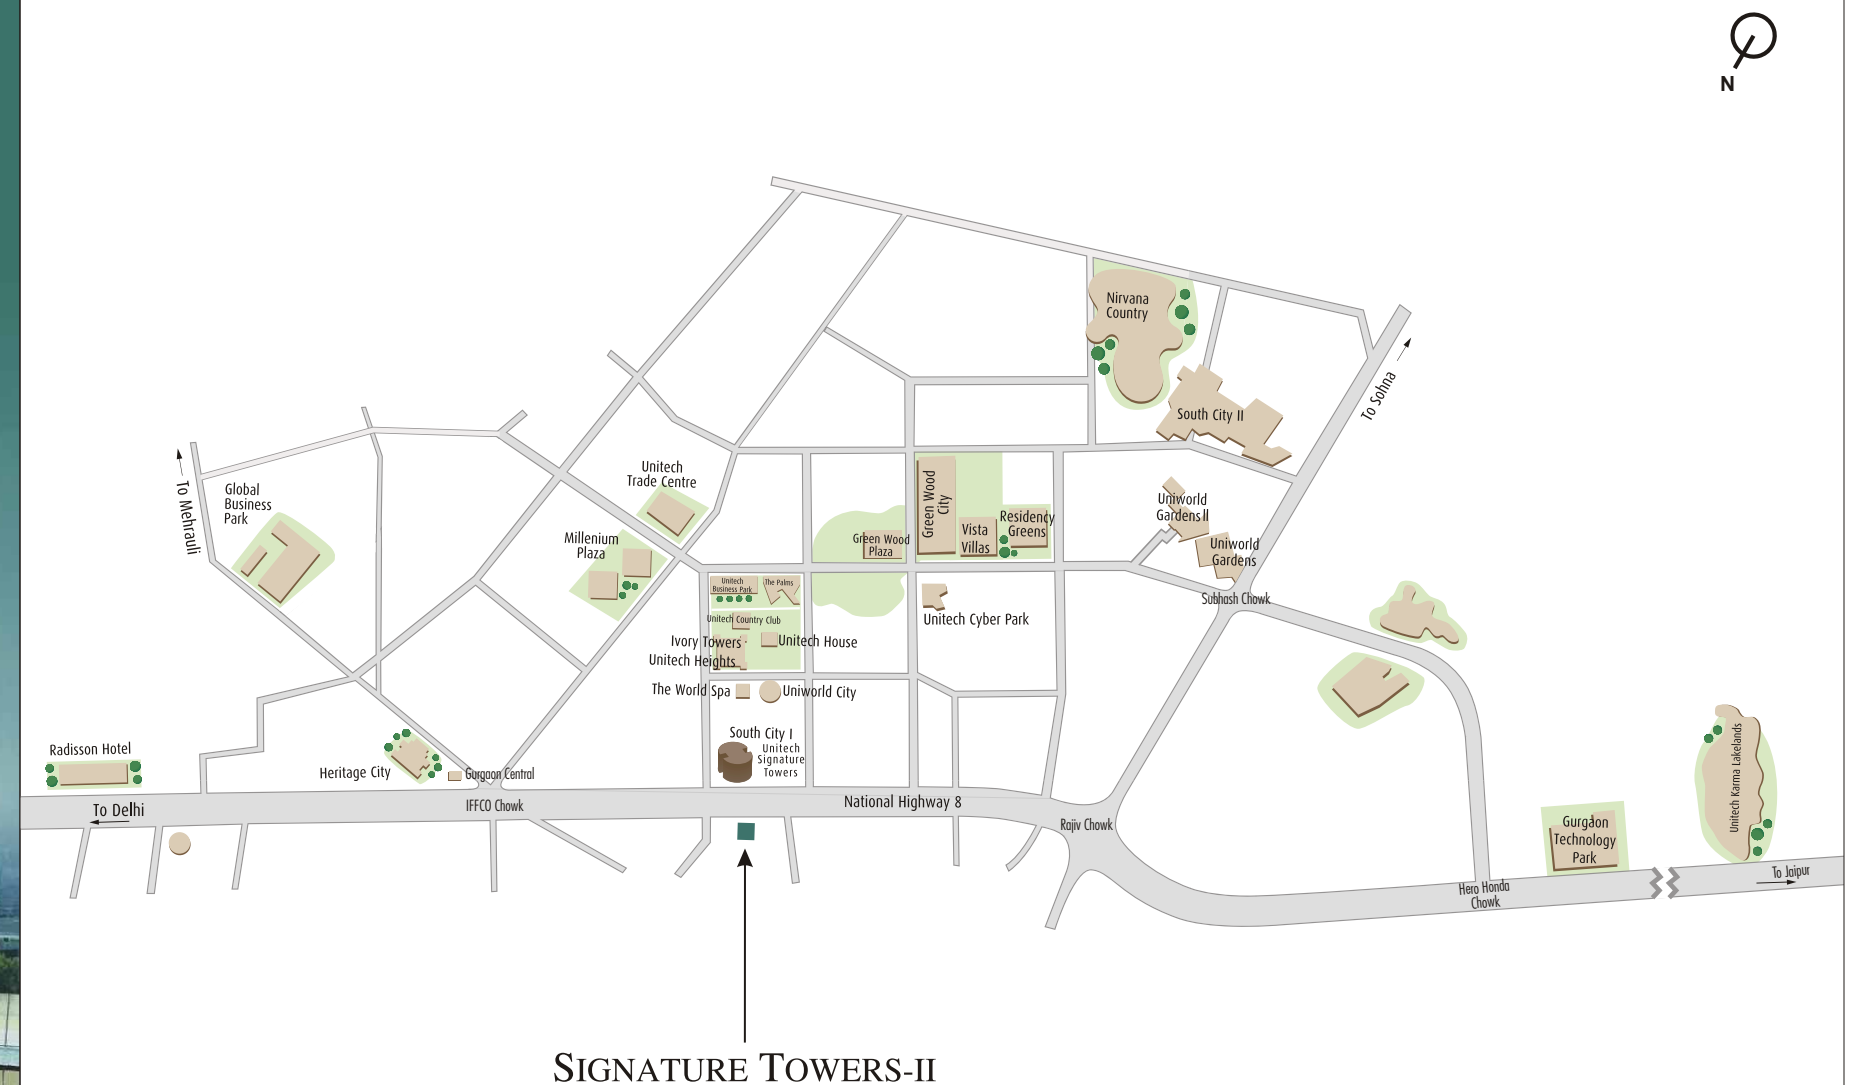 N
Nirvana
Country
To Sohna
South City II
To Mehrauli
Global
Business
Park
Unitech
Trade Centre
Millenium
Plaza
Green Wood
City
Vista
Villas
Residency
Greens
Green Wood
Plaza
Uniworld
Gardens II
Uniworld
Gardens
Subhash Chowk
Unitech
Business Park
The Palms
Unitech Country Club
Ivory Towers
Unitech House
Unitech Heights
Unitech Cyber Park
The World Spa
Uniworld City
South City I
Unitech
Signature
Towers
Radisson Hotel
Heritage City
Gurgaon Central
To Delhi
IFFCO Chowk
National Highway 8
Rajiv Chowk
Unitech Karma Lakelands
Gurgaon
Technology
Park
Hero Honda
Chowk
To Jaipur
SIGNATURE TOWERS-II